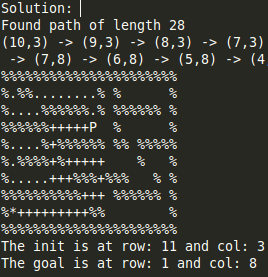 Solution:
Found path of length 28
(10,3) -> (9,3) -> (8,3) -> (7,3)
 -> (7,8) -> (6,8) -> (5,8) -> (4
%%%%%%%%%%%%%%%%%%%%%%
%.%%........% %      %
%....%%%%%%.% %%%%%% %
%%%%%%+++++P  %      %
%....%+%%%%%% %% %%%%%
%.%%%%+%+++++    %   %
%.....+++%%%+%%%   % %
%%%%%%%%%%+++ %%%%%% %
%*+++++++++%%        %
%%%%%%%%%%%%%%%%%%%%%%
The init is at row: 11 and col: 3
The goal is at row: 1 and col: 8